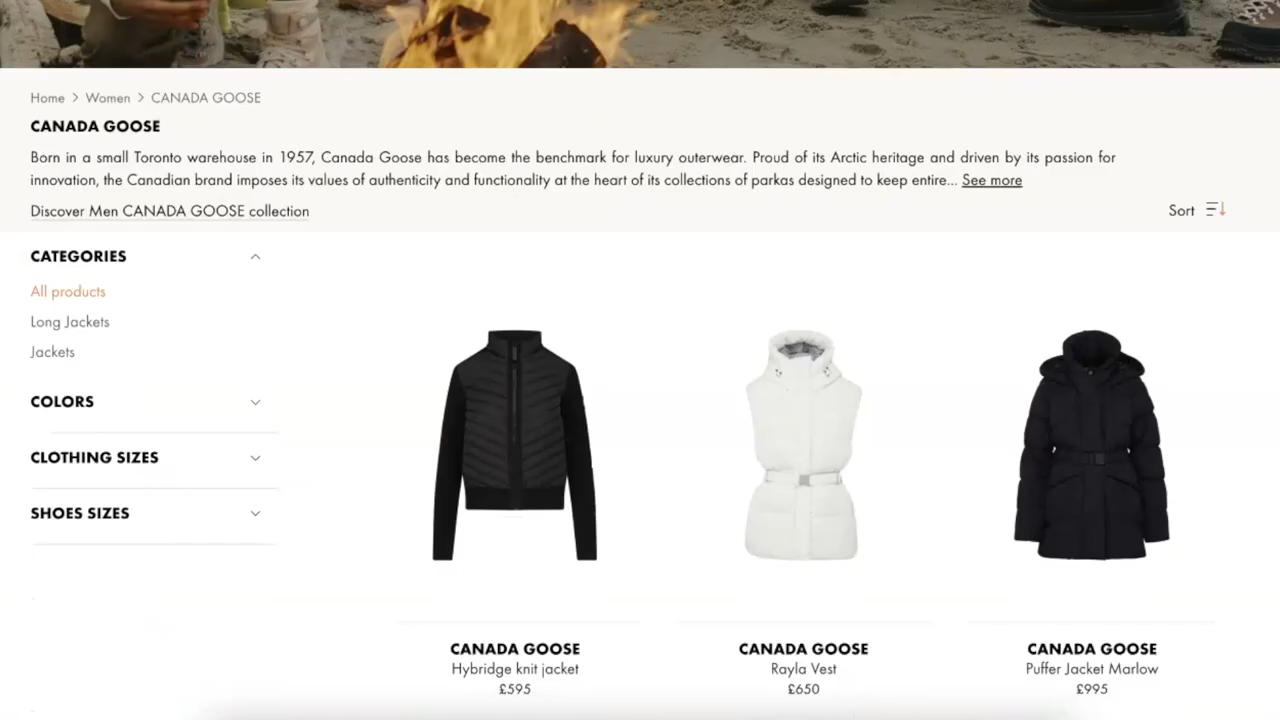 Home > Women > CANADA GOOSE
CANADA GOOSE
Born in a small Toronto warehouse in 1957, Canada Goose has become the benchmark for luxury outerwear. Proud of its Arctic heritage and driven by its passion for
innovation, the Canadian brand imposes its values of authenticity and functionality at the heart of its collections of parkas designed to keep entire... See more
Discover Men CANADA GOOSE collection
Sort
CATEGORIES
All products
Long Jackets
Jackets
COLORS
CLOTHING SIZES
SHOES SIZES
CANADA GOOSE
Hybridge knit jacket
£595
CANADA GOOSE
Rayla Vest
£650
CANADA GOOSE
Puffer Jacket Marlow
£995